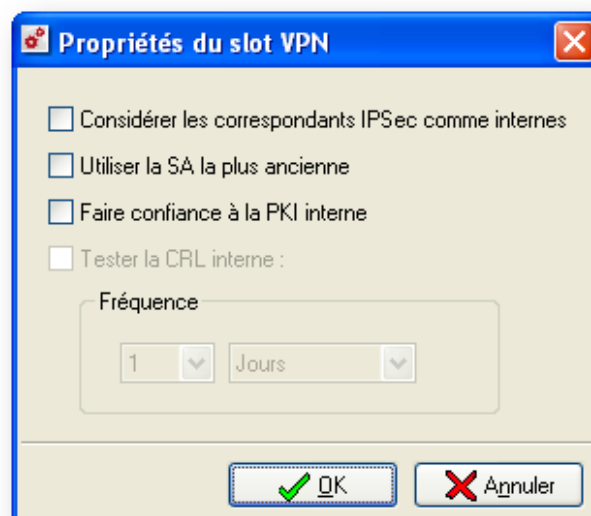 Propriétés du slot VPN
Considérer les correspondants IPSec comme internes
Utiliser la SA la plus ancienne
Faire confiance à la PKI interne
Tester la CRL interne :
Fréquence
1 Jours
OK Annuler